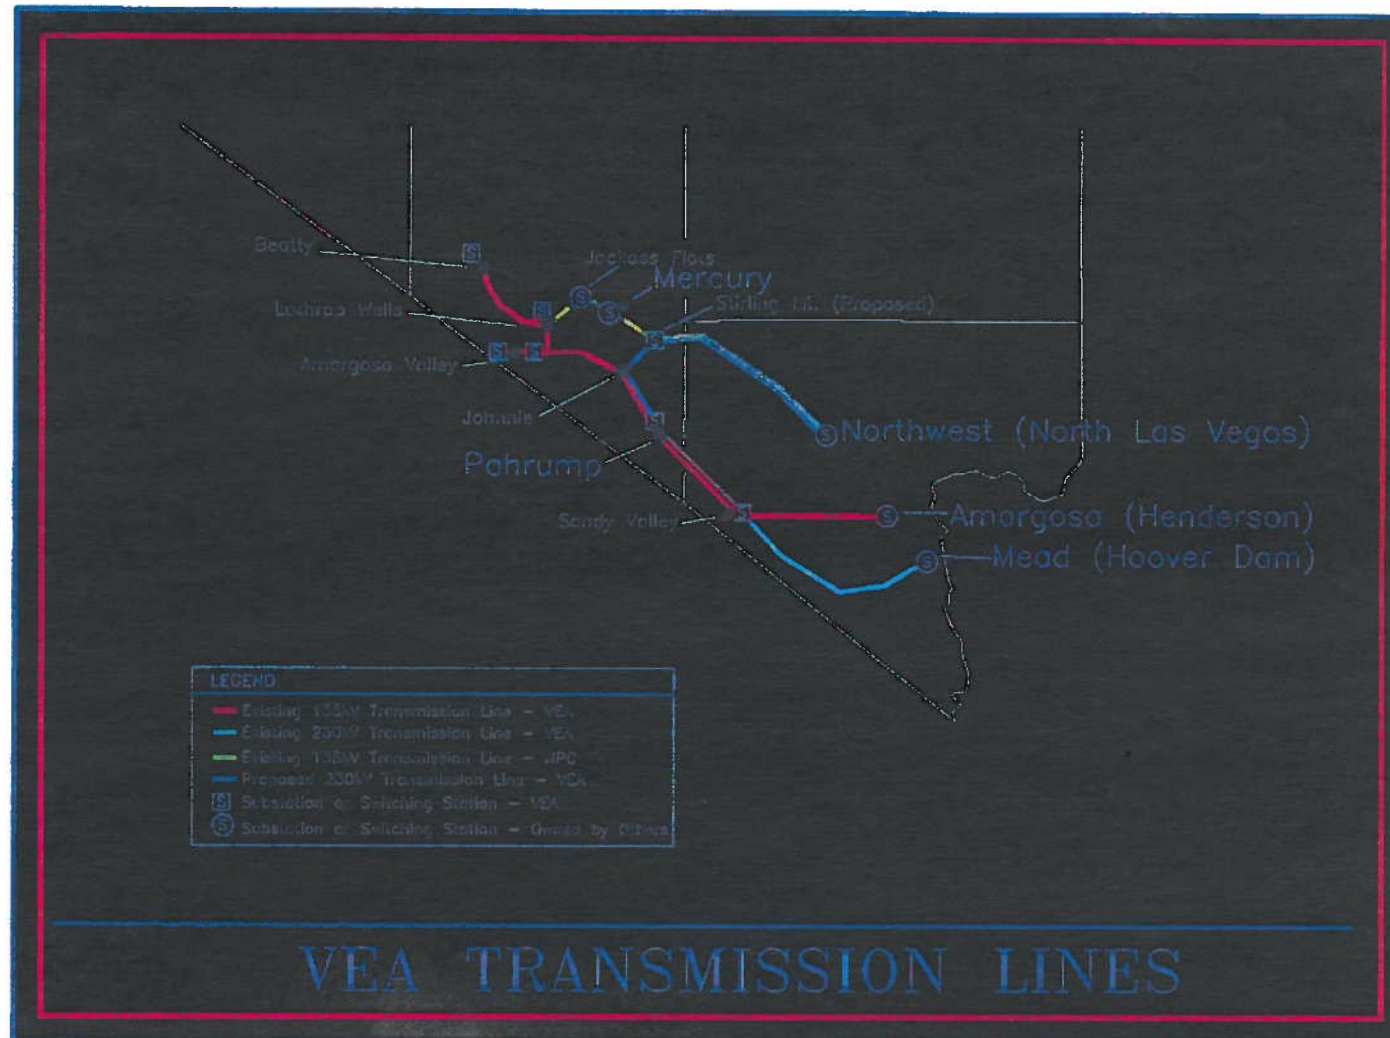 Beatty
Jackass Flats
Mercury
Stirling Mt. (Proposed)
Lathrop Wells
Amargosa Valley
Johnnie
Northwest (North Las Vegas)
Pahrump
Sandy Valley
Amargosa (Henderson)
Mead (Hoover Dam)
S
S
S
S
S
S
S
S
S
S
S
S
LEGEND
Existing 138kV Transmission Line - VEA
Existing 230kV Transmission Line - VEA
Existing 138kV Transmission Line - NPC
Proposed 230kV Transmission Line - VEA
S Substation or Switching Station - VEA
S Substation or Switching Station - Owned by Others
VEA TRANSMISSION LINES